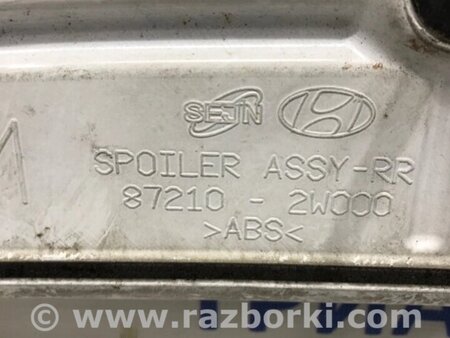 SEJN
SPOILER ASSY-RR
87210 - 2W000
>ABS<
www.razborki.com